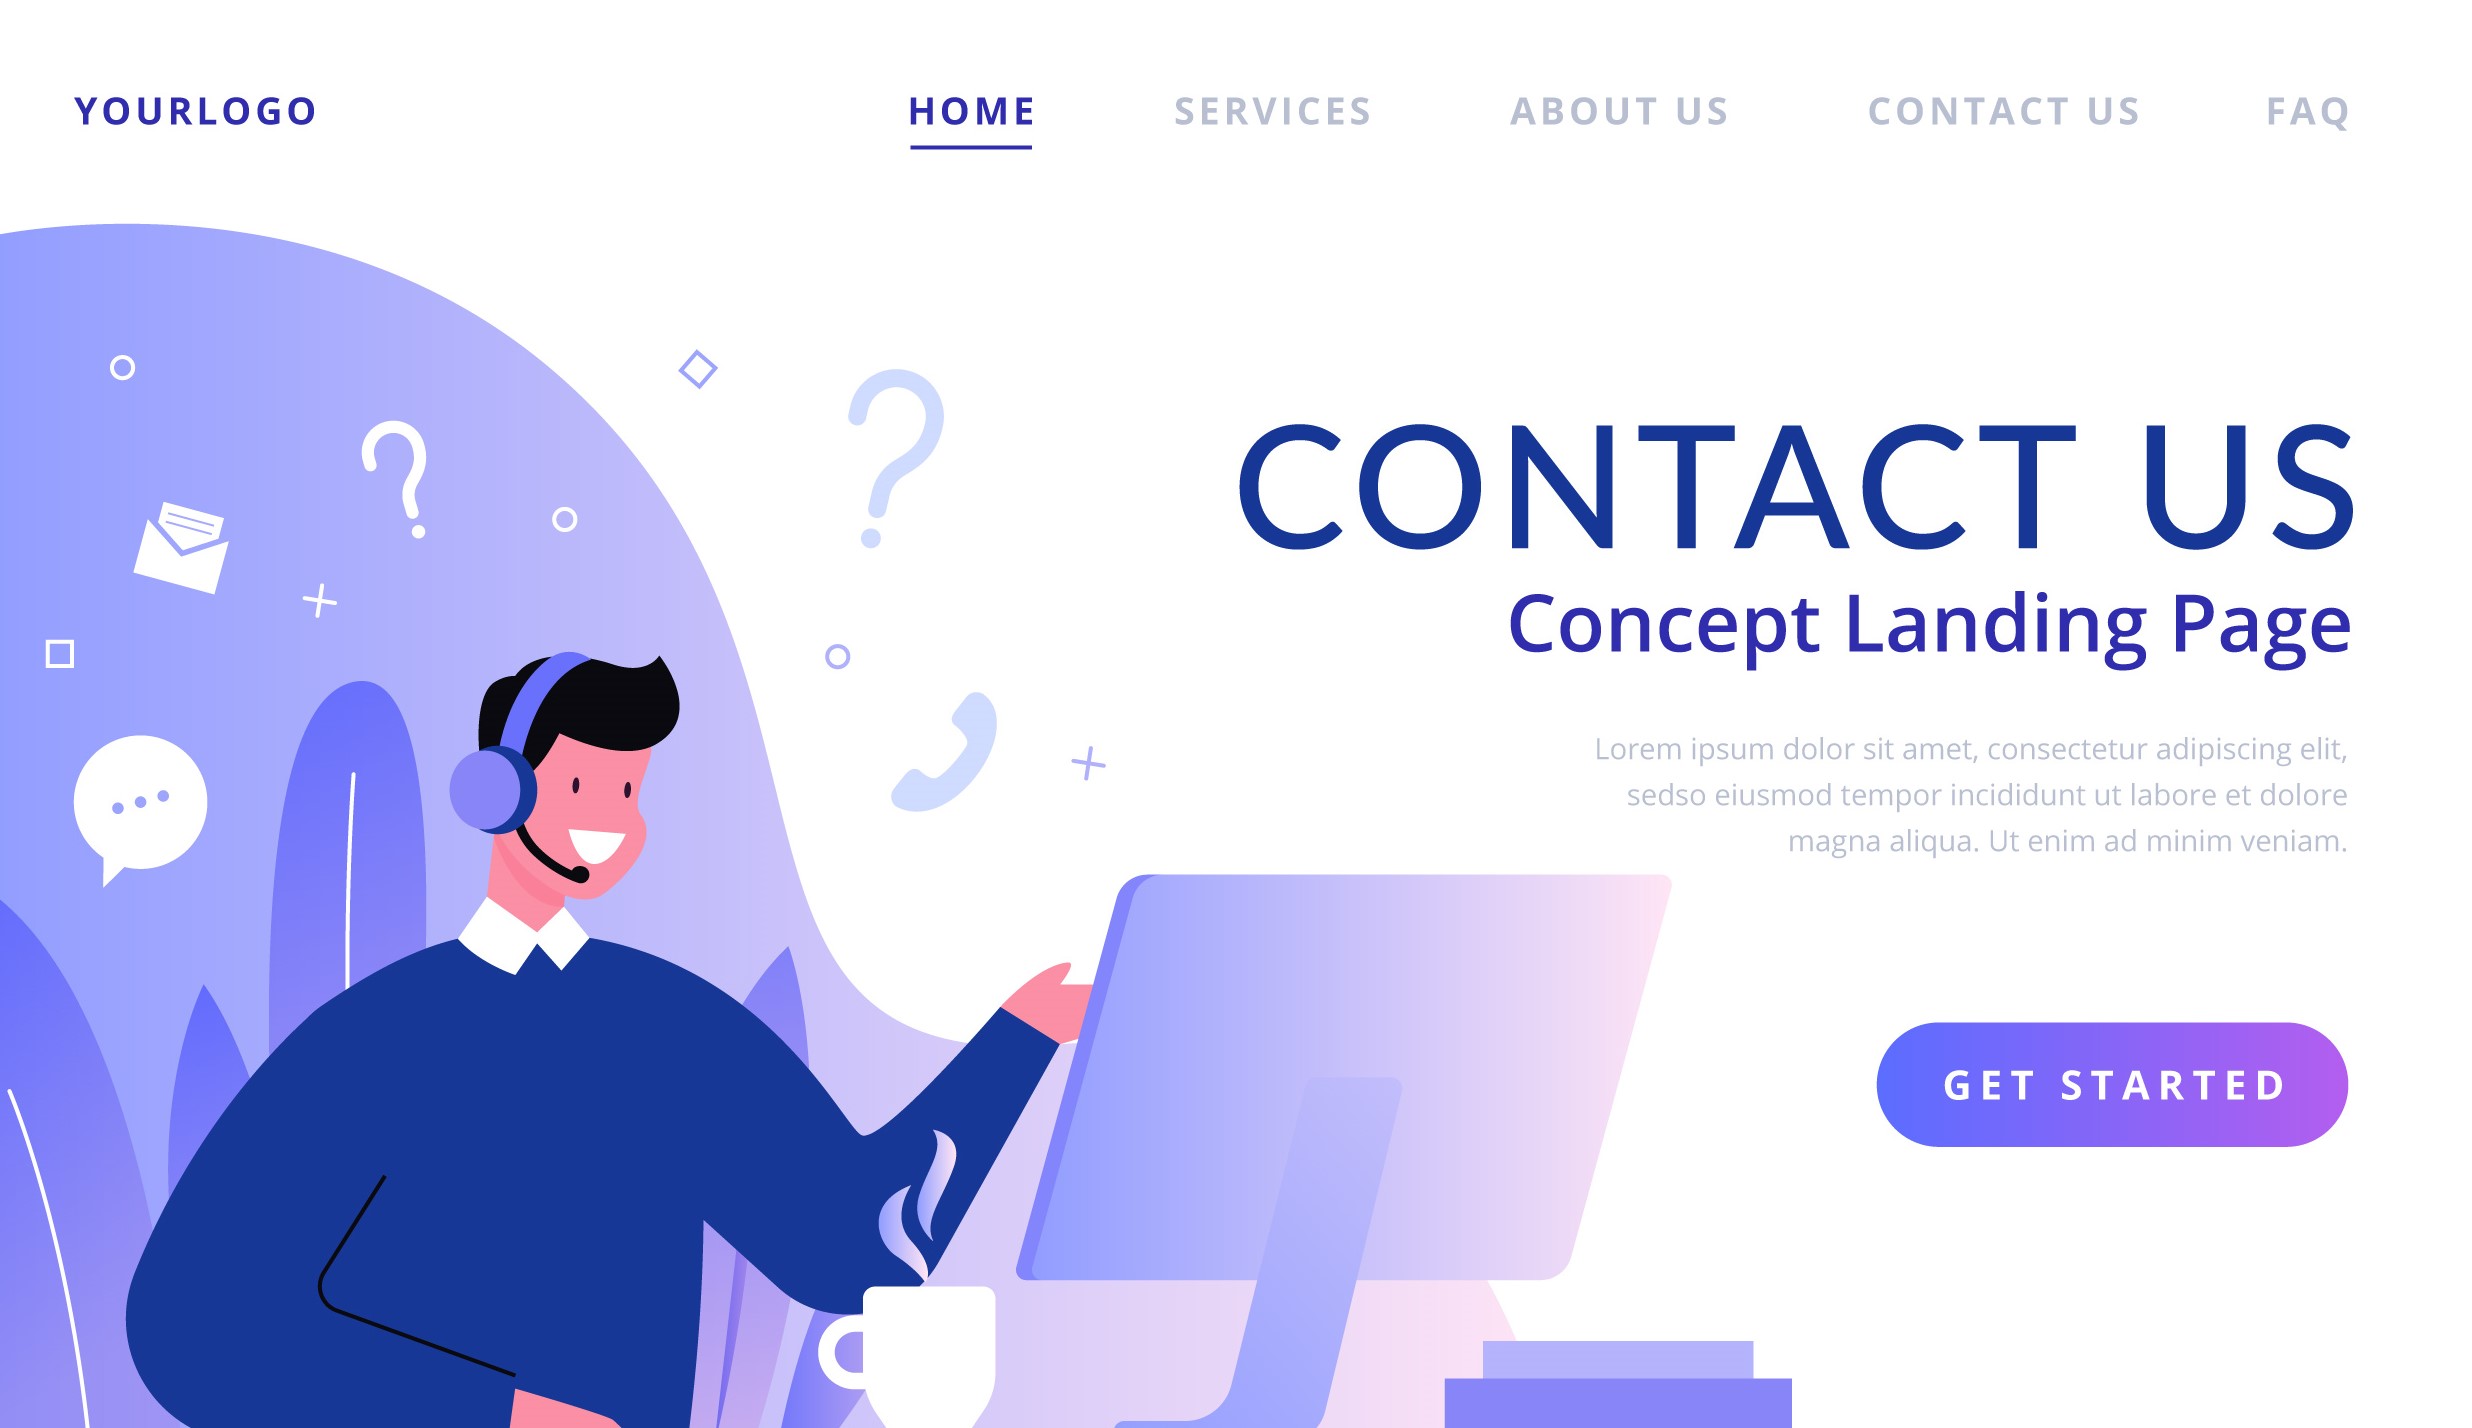 YOURLOGO
HOME
SERVICES
ABOUT US
CONTACT US
FAQ
CONTACT US
Concept Landing Page
Lorem ipsum dolor sit amet, consectetur adipiscing elit,
sedso eiusmod tempor incididunt ut labore et dolore
magna aliqua. Ut enim ad minim veniam.
GET STARTED